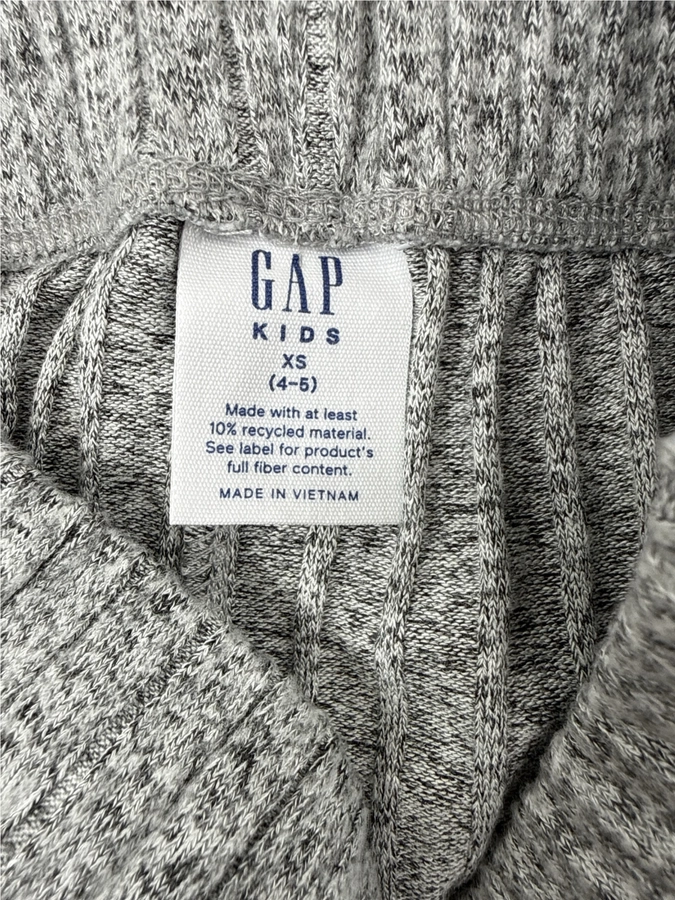 GAP
KIDS
XS
(4–5)
Made with at least
10% recycled material.
See label for product's
full fiber content.
MADE IN VIETNAM